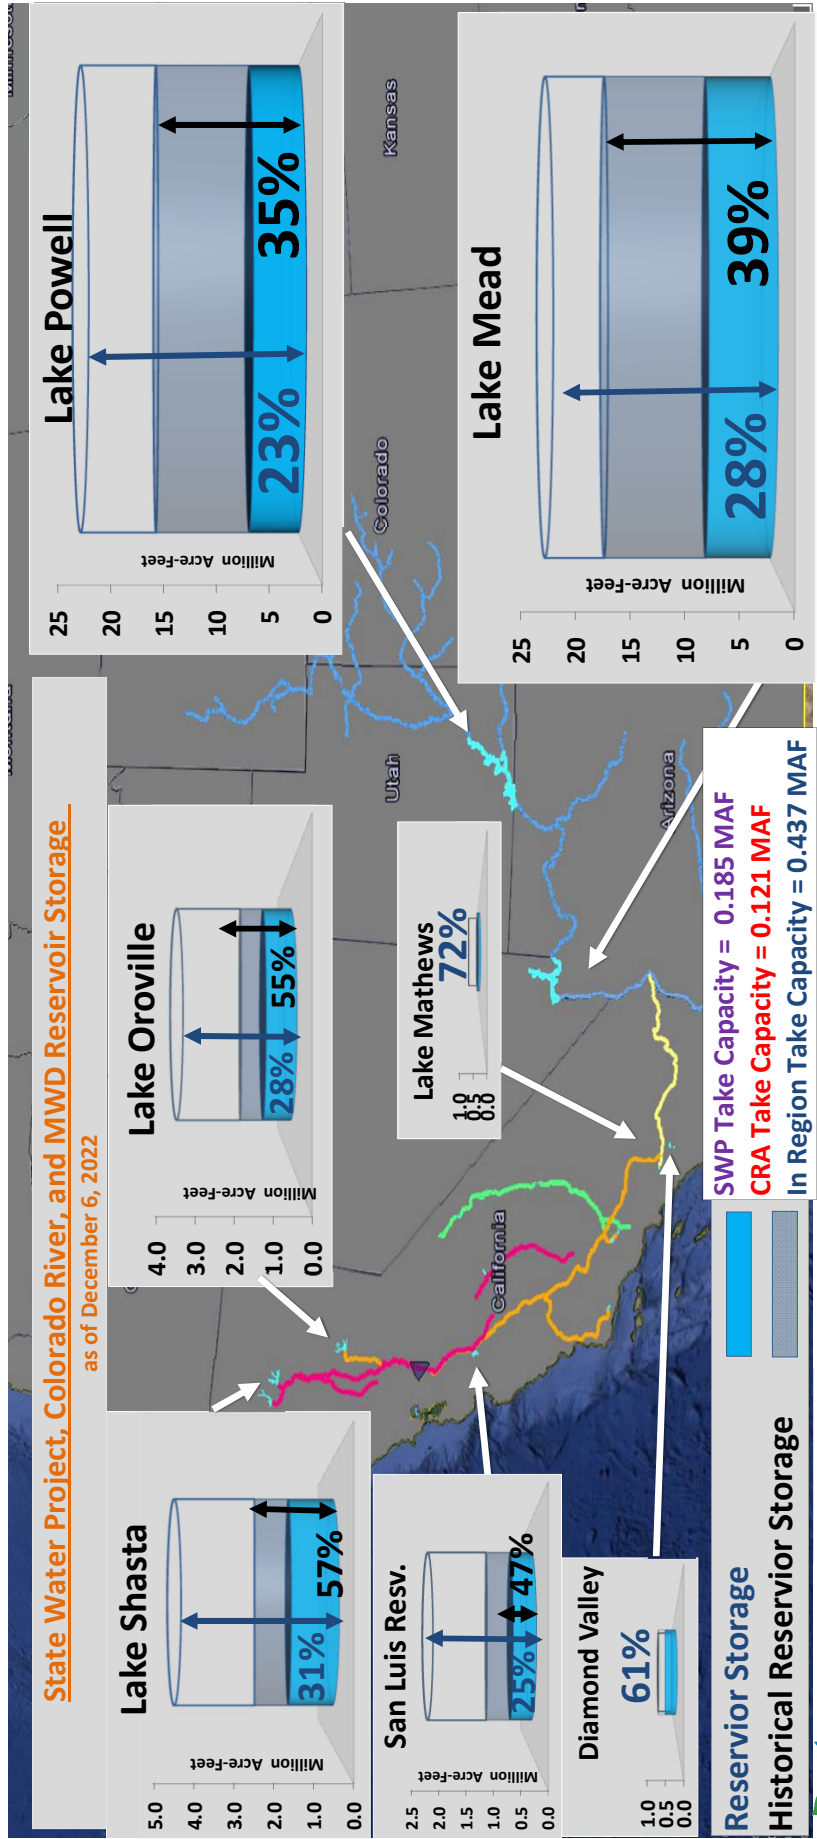 State Water Project, Colorado River, and MWD Reservoir Storage
as of December 6, 2022
Lake Shasta
Million Acre-Feet
5.0
4.0
3.0
2.0
1.0
0.0
31%
57%
Lake Oroville
Million Acre-Feet
4.0
3.0
2.0
1.0
0.0
28%
55%
Lake Powell
Million Acre-Feet
25
20
15
10
5
0
23%
35%
San Luis Resv.
Million Acre-Feet
2.5
2.0
1.5
1.0
0.5
0.0
25%
47%
Lake Mathews
1.0
0.5
0.0
72%
Lake Mead
Million Acre-Feet
25
20
15
10
5
0
28%
39%
Diamond Valley
1.0
0.5
0.0
61%
California
Utah
Colorado
Kansas
Arizona
Reservior Storage
Historical Reservior Storage
SWP Take Capacity = 0.185 MAF
CRA Take Capacity = 0.121 MAF
In Region Take Capacity = 0.437 MAF